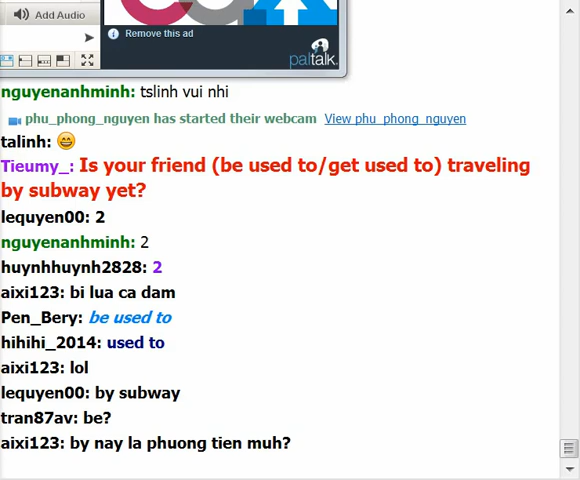 Add Audio
Remove this ad
paltalk
nguyenanhminh: tslinh vui nhi
phu_phong_nguyen has started their webcam View phu_phong_nguyen
talinh: 😄
Tieumy_: Is your friend (be used to/get used to) traveling
by subway yet?
lequyen00: 2
nguyenanhminh: 2
huynhhuynh2828: 2
aixi123: bi lua ca dam
Pen_Bery: be used to
hihihi_2014: used to
aixi123: lol
lequyen00: by subway
tran87av: be?
aixi123: by nay la phuong tien muh?